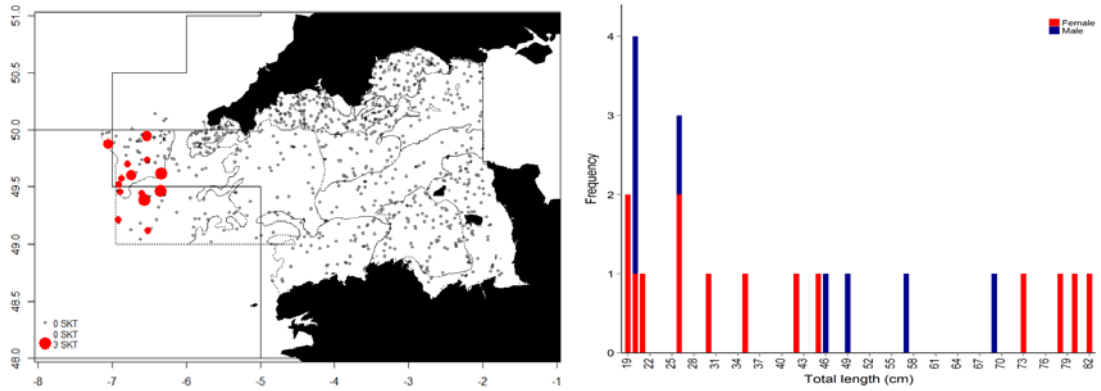 51.0
50.5
50.0
49.5
49.0
48.5
48.0
0 SKT
0 SKT
3 SKT
-8 -7 -6 -5 -4 -3 -2 -1
Female
Male
Frequency
4
3
2
1
0
19 22 25 28 31 34 37 40 43 46 49 52 55 58 61 64 67 70 73 76 79 82
Total length (cm)